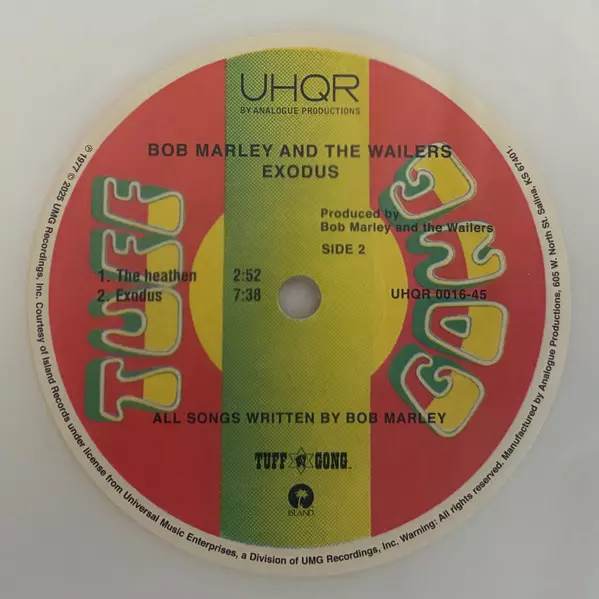 UHQR
BY ANALOGUE PRODUCTIONS
BOB MARLEY AND THE WAILERS
EXODUS
Produced by
Bob Marley and the Wailers
SIDE 2
1. The heathen 2:52
2. Exodus 7:38
UHQR 0016-45
TUFF
GONG
ALL SONGS WRITTEN BY BOB MARLEY
TUFF GONG™
ISLAND
℗ 1977 © 2025 UMG Recordings, Inc. Courtesy of Island Records under license from Universal Music Enterprises, a Division of UMG Recordings, Inc. Warning: All rights reserved. Manufactured by Analogue Productions, 605 W. North St. Salina, KS 67401.